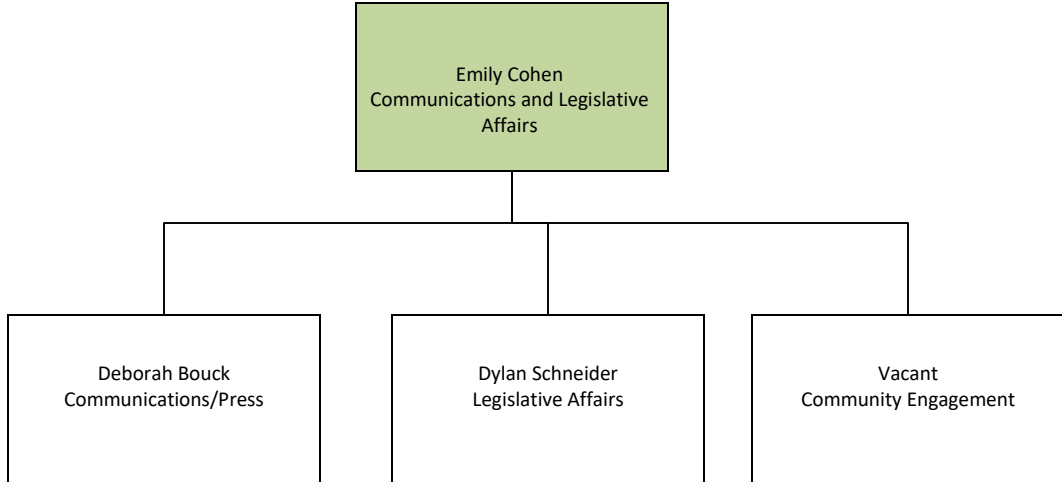 Emily Cohen
Communications and Legislative
Affairs
Deborah Bouck
Communications/Press
Dylan Schneider
Legislative Affairs
Vacant
Community Engagement